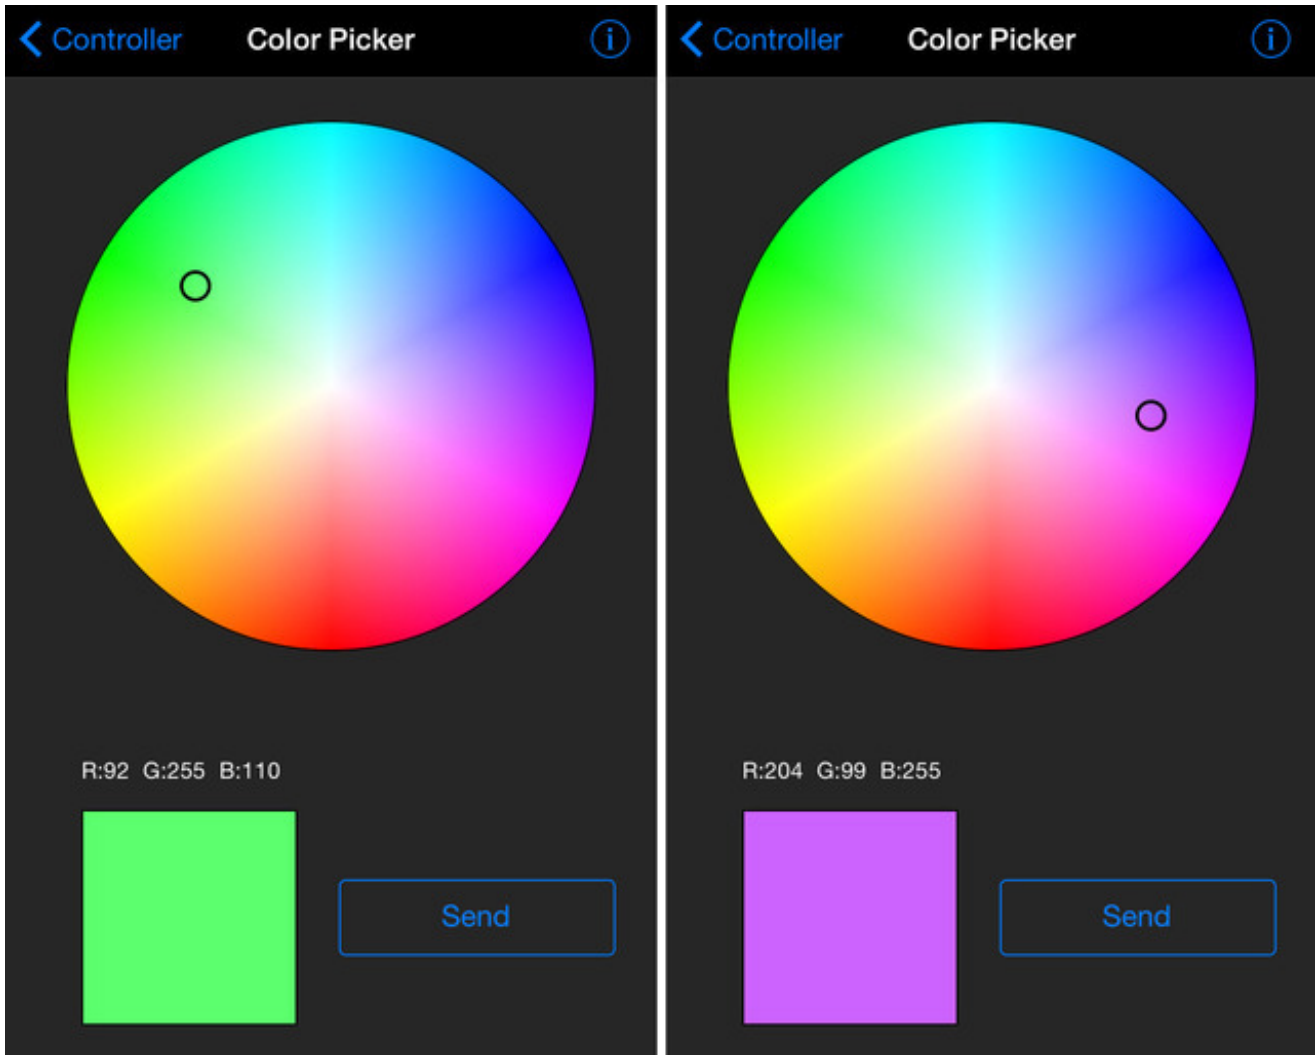 Controller Color Picker i
R:92 G:255 B:110
Send
Controller Color Picker i
R:204 G:99 B:255
Send